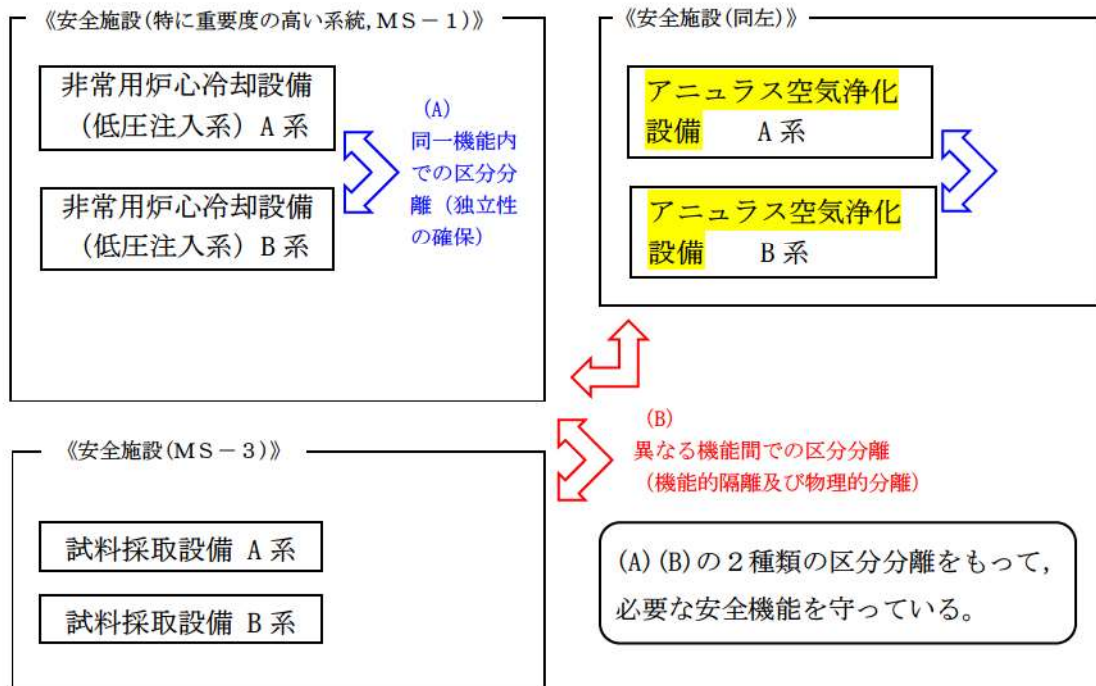 《安全施設(特に重要度の高い系統,ＭＳ－１)》
非常用炉心冷却設備
（低圧注入系）A 系
非常用炉心冷却設備
（低圧注入系）B 系
(A)
同一機能内
での区分分
離（独立性
の確保）
《安全施設(同左)》
アニュラス空気浄化
設備　　A 系
アニュラス空気浄化
設備　　B 系
(B)
異なる機能間での区分分離
（機能的隔離及び物理的分離）
《安全施設(ＭＳ－３)》
試料採取設備 A 系
試料採取設備 B 系
(A)(B)の２種類の区分分離をもって,
必要な安全機能を守っている。